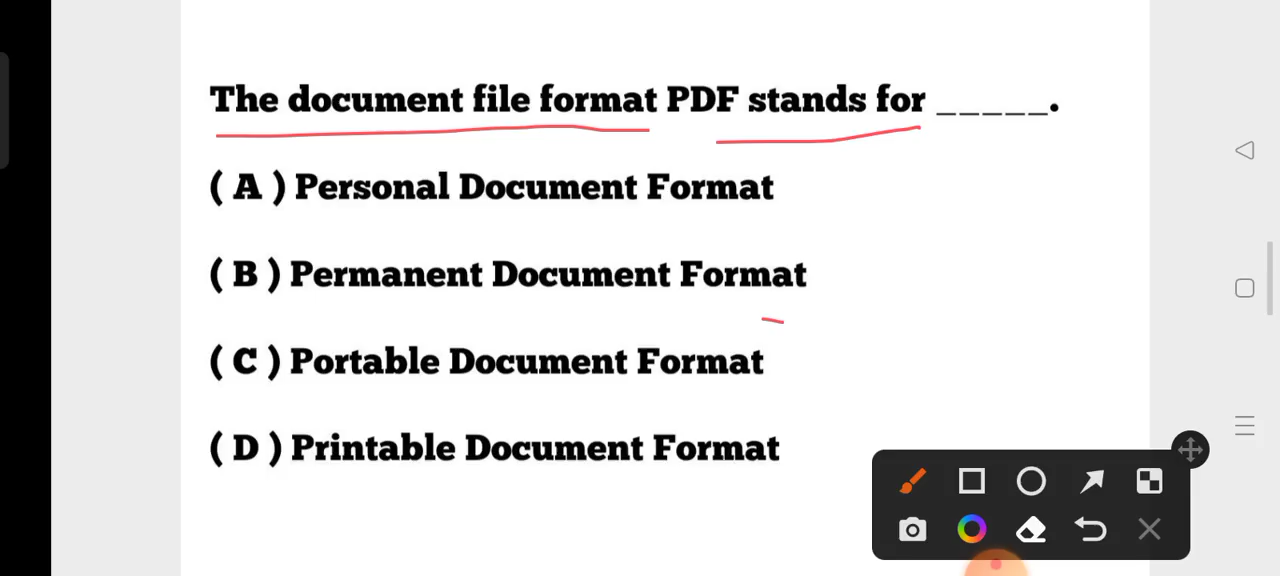 The document file format PDF stands for _____.
( A ) Personal Document Format
( B ) Permanent Document Format
( C ) Portable Document Format
( D ) Printable Document Format